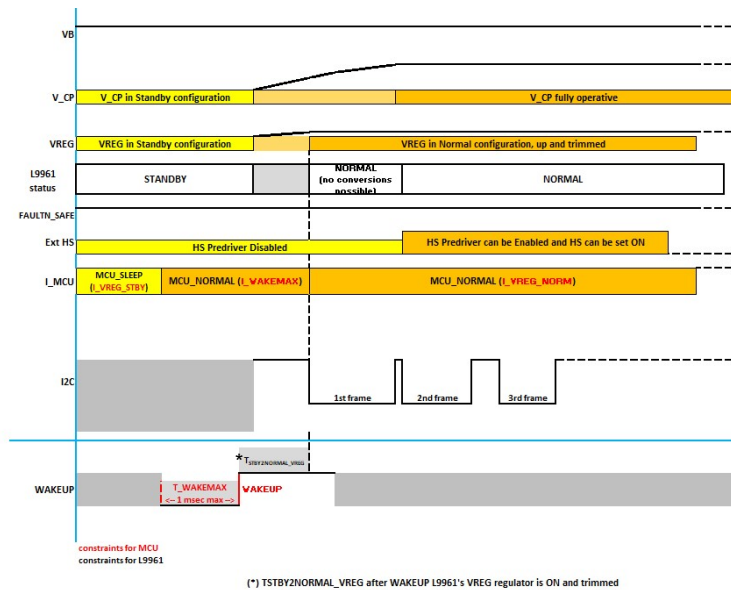 VB
V_CP
V_CP in Standby configuration
V_CP fully operative
VREG
VREG in Standby configuration
VREG in Normal configuration, up and trimmed
L9961
status
STANDBY
NORMAL
(no conversions
possible)
NORMAL
FAULTN_SAFE
Ext HS
HS Predriver Disabled
HS Predriver can be Enabled and HS can be set ON
I_MCU
MCU_SLEEP
(I_VREG_STBY)
MCU_NORMAL (I_WAKEMAX)
MCU_NORMAL (I_VREG_NORM)
I2C
1st frame
2nd frame
3rd frame
* TSTBY2NORMAL_VREG
WAKEUP
T_WAKEMAX
<-- 1 msec max -->
WAKEUP
constraints for MCU
constraints for L9961
(*) TSTBY2NORMAL_VREG after WAKEUP L9961's VREG regulator is ON and trimmed